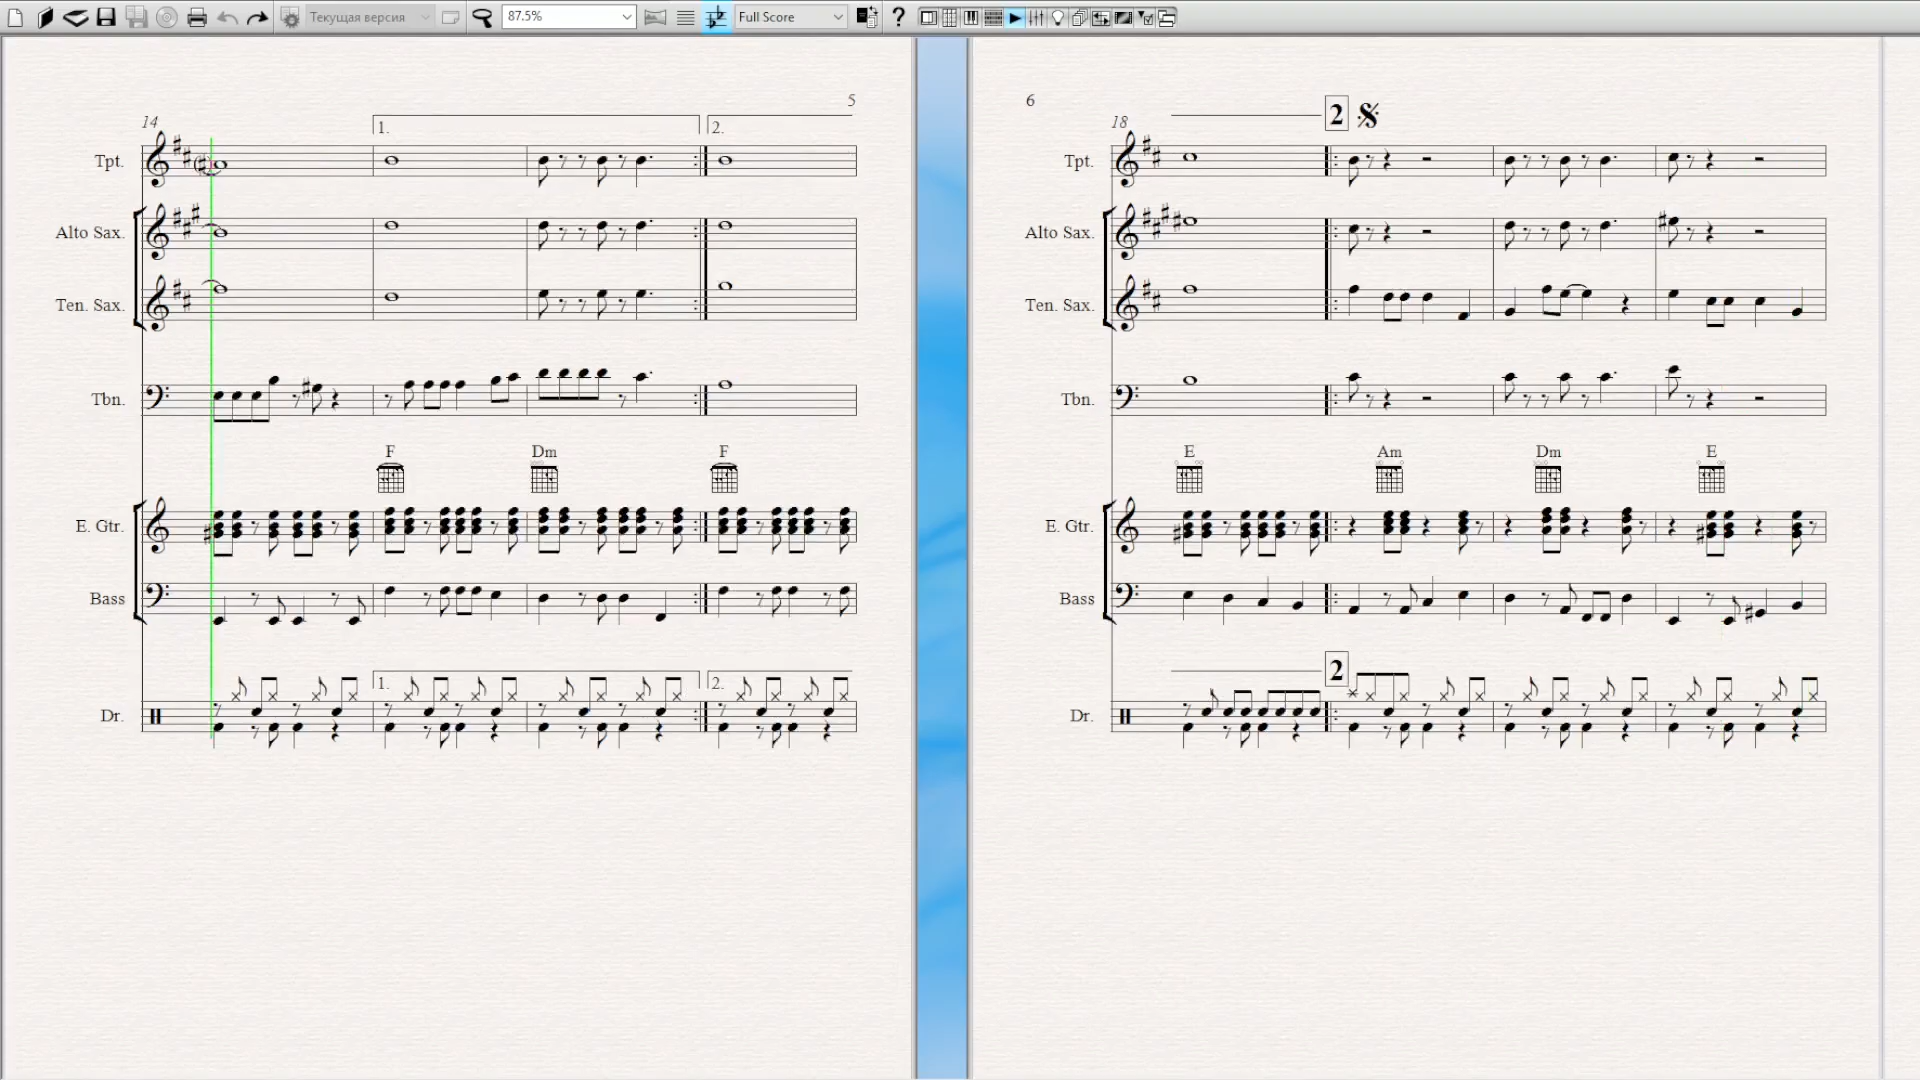 Текущая версия 87.5% Full Score ?
5
14 1. 2.
Tpt.
Alto Sax.
Ten. Sax.
Tbn.
F Dm F
E. Gtr.
Bass
1. 2.
Dr.
6
18 2
Tpt.
Alto Sax.
Ten. Sax.
Tbn.
E Am Dm E
E. Gtr.
Bass
2
Dr.